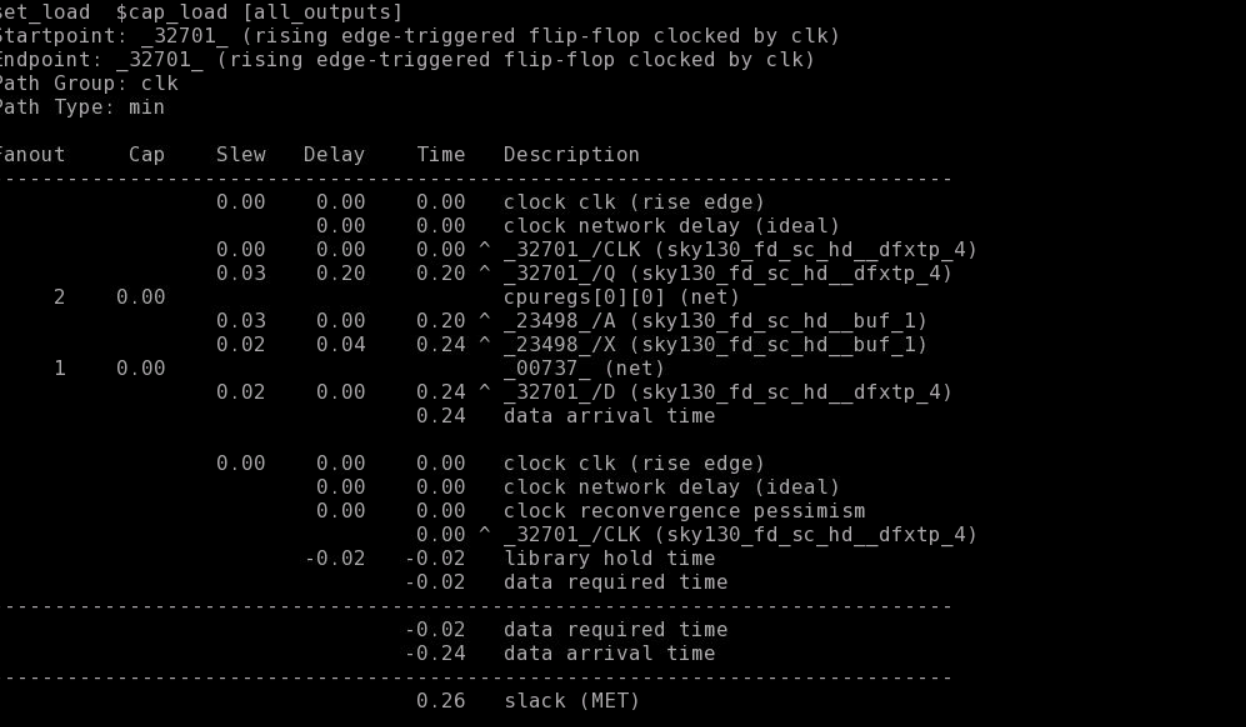 set_load  $cap_load [all_outputs]
Startpoint: _32701_ (rising edge-triggered flip-flop clocked by clk)
Endpoint: _32701_ (rising edge-triggered flip-flop clocked by clk)
Path Group: clk
Path Type: min
Fanout     Cap    Slew   Delay    Time   Description
-----------------------------------------------------------------------------
                  0.00    0.00    0.00   clock clk (rise edge)
                          0.00    0.00   clock network delay (ideal)
                  0.00    0.00    0.00 ^ _32701_/CLK (sky130_fd_sc_hd__dfxtp_4)
                  0.03    0.20    0.20 ^ _32701_/Q (sky130_fd_sc_hd__dfxtp_4)
     2    0.00                           cpuregs[0][0] (net)
                  0.03    0.00    0.20 ^ _23498_/A (sky130_fd_sc_hd__buf_1)
                  0.02    0.04    0.24 ^ _23498_/X (sky130_fd_sc_hd__buf_1)
     1    0.00                           _00737_ (net)
                  0.02    0.00    0.24 ^ _32701_/D (sky130_fd_sc_hd__dfxtp_4)
                                  0.24   data arrival time
                  0.00    0.00    0.00   clock clk (rise edge)
                          0.00    0.00   clock network delay (ideal)
                          0.00    0.00   clock reconvergence pessimism
                                  0.00 ^ _32701_/CLK (sky130_fd_sc_hd__dfxtp_4)
                         -0.02   -0.02   library hold time
                                 -0.02   data required time
-----------------------------------------------------------------------------
                                 -0.02   data required time
                                 -0.24   data arrival time
-----------------------------------------------------------------------------
                                  0.26   slack (MET)